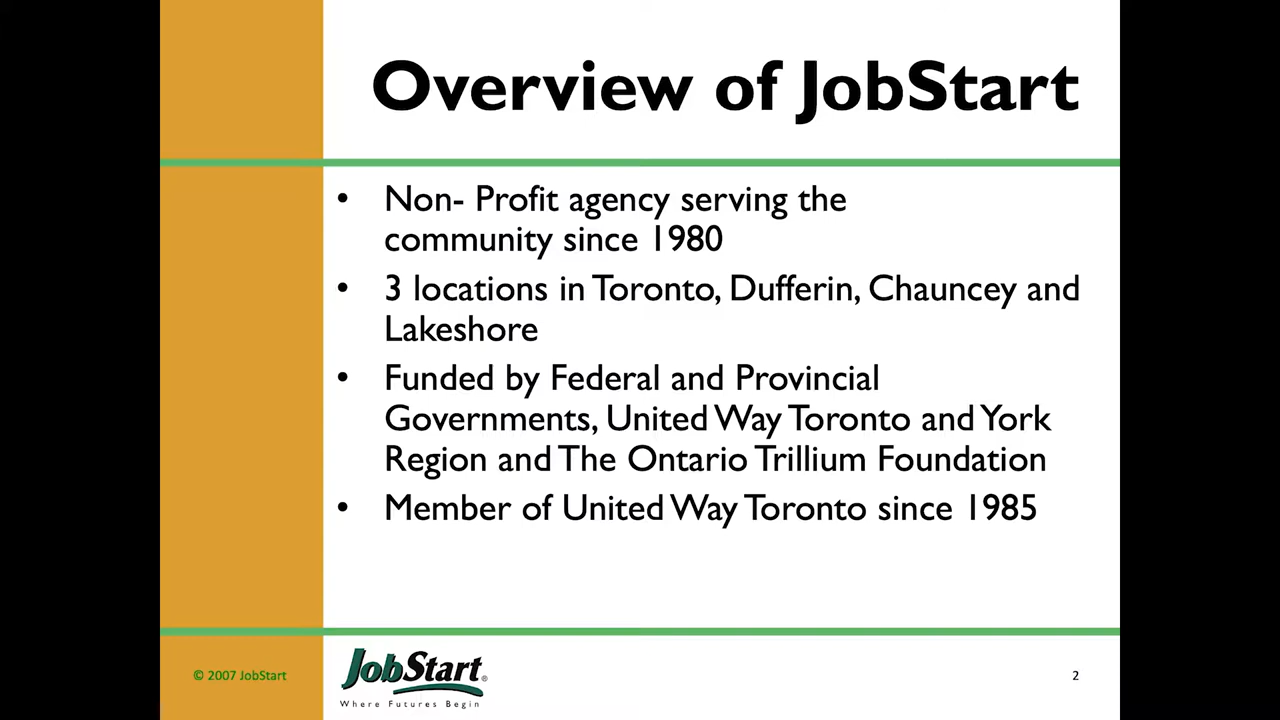 Overview of JobStart
• Non- Profit agency serving the
community since 1980
• 3 locations in Toronto, Dufferin, Chauncey and
Lakeshore
• Funded by Federal and Provincial
Governments, United Way Toronto and York
Region and The Ontario Trillium Foundation
• Member of United Way Toronto since 1985
© 2007 JobStart
JobStart®
Where Futures Begin
2